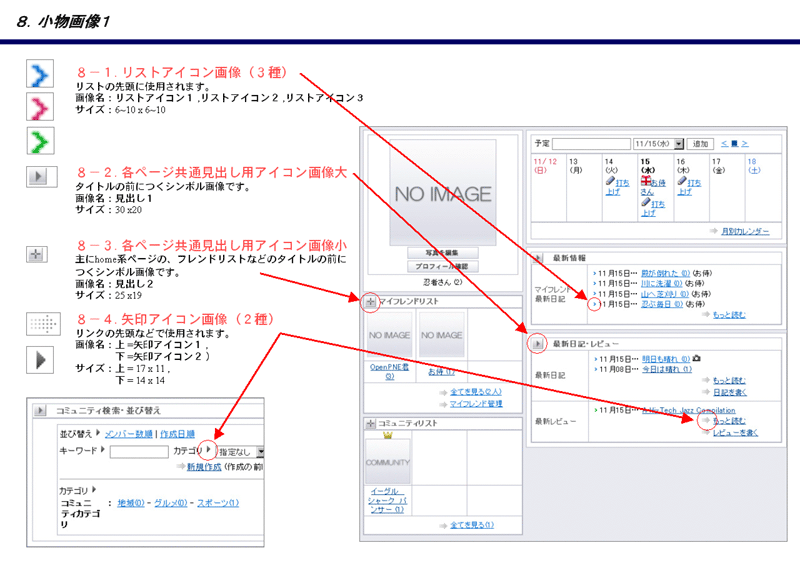 ８．小物画像１
８－１．リストアイコン画像（３種）
リストの先頭に使用されます。
画像名：リストアイコン１,リストアイコン２,リストアイコン３
サイズ：6~10 x 6~10
８－２．各ページ共通見出し用アイコン画像大
タイトルの前につくシンボル画像です。
画像名：見出し１
サイズ：30 x20
８－３．各ページ共通見出し用アイコン画像小
主にhome系ページの、フレンドリストなどのタイトルの前に
つくシンボル画像です。
画像名：見出し２
サイズ：25 x19
８－４．矢印アイコン画像（２種）
リンクの先頭などで使用されます。
画像名：上=矢印アイコン１,
下=矢印アイコン２）
サイズ：上=17 x 11,
下=14 x 14
コミュニティ検索・並び替え
並び替え メンバー数順 | 作成日順
キーワード カテゴリ 指定なし
新規作成 (作成の前
カテゴリ
コミュニティカテゴリ ： 地域(0) - グルメ(0) - スポーツ(1)
NO IMAGE
写真を編集
プロフィール確認
忍者さん (2)
マイフレンドリスト
NO IMAGE NO IMAGE
OpenPNE君 (3) お侍 (1)
全てを見る(2人)
マイフレンド管理
コミュニティリスト
COMMUNITY
イーグル
シャーク パ
ンサー (1)
全てを見る(1)
予定 11/15(水) 追加 < ■ >
11/12 (日) 13 (月) 14 (火) 15 (水) 16 (木) 17 (金) 18 (土)
打ち上げ お侍さん 打ち上げ
打ち上げ
月別カレンダー
最新情報
マイフレンド最新日記
11月15日… 扉が倒れた (0) (お侍)
11月15日… 川に洗濯 (0) (お侍)
11月15日… 山へ芝刈り (0) (お侍)
11月15日… 忍ぶ毎日 (0) (お侍)
もっと読む
最新日記・レビュー
最新日記
11月15日… 明日も晴れ (0)
11月08日… 今日は晴れ (1)
もっと読む
日記を書く
最新レビュー
11月15日… Tech Jazz Compilation
もっと読む
レビューを書く